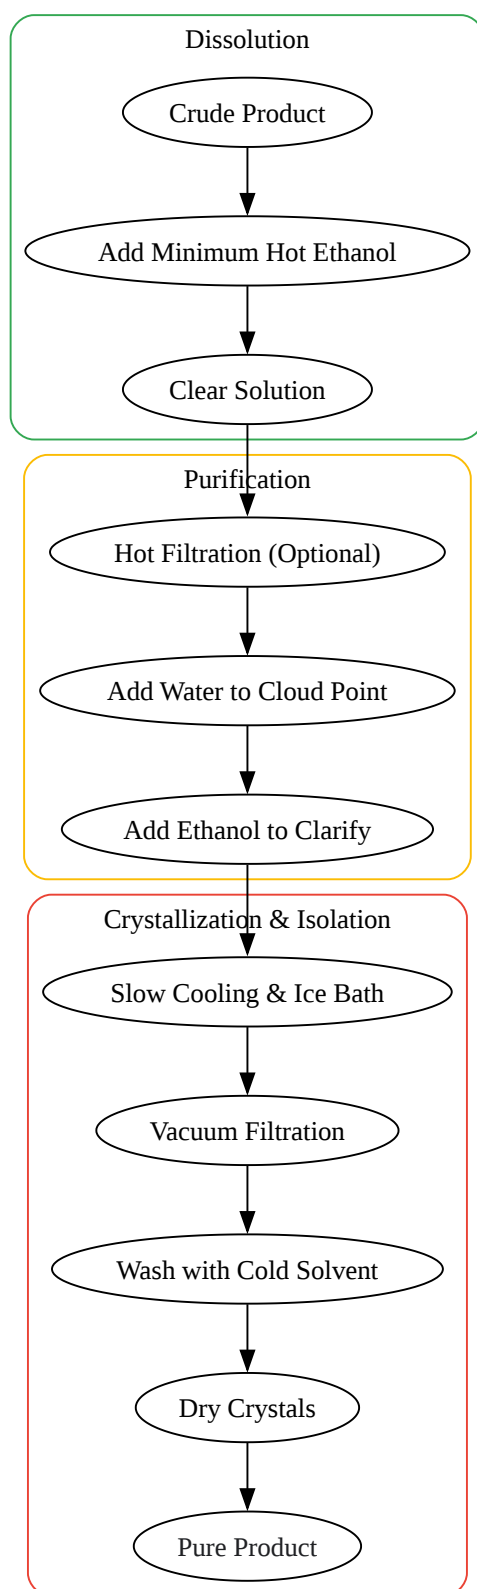 Dissolution
Crude Product
Add Minimum Hot Ethanol
Clear Solution
Purification
Hot Filtration (Optional)
Add Water to Cloud Point
Add Ethanol to Clarify
Crystallization & Isolation
Slow Cooling & Ice Bath
Vacuum Filtration
Wash with Cold Solvent
Dry Crystals
Pure Product